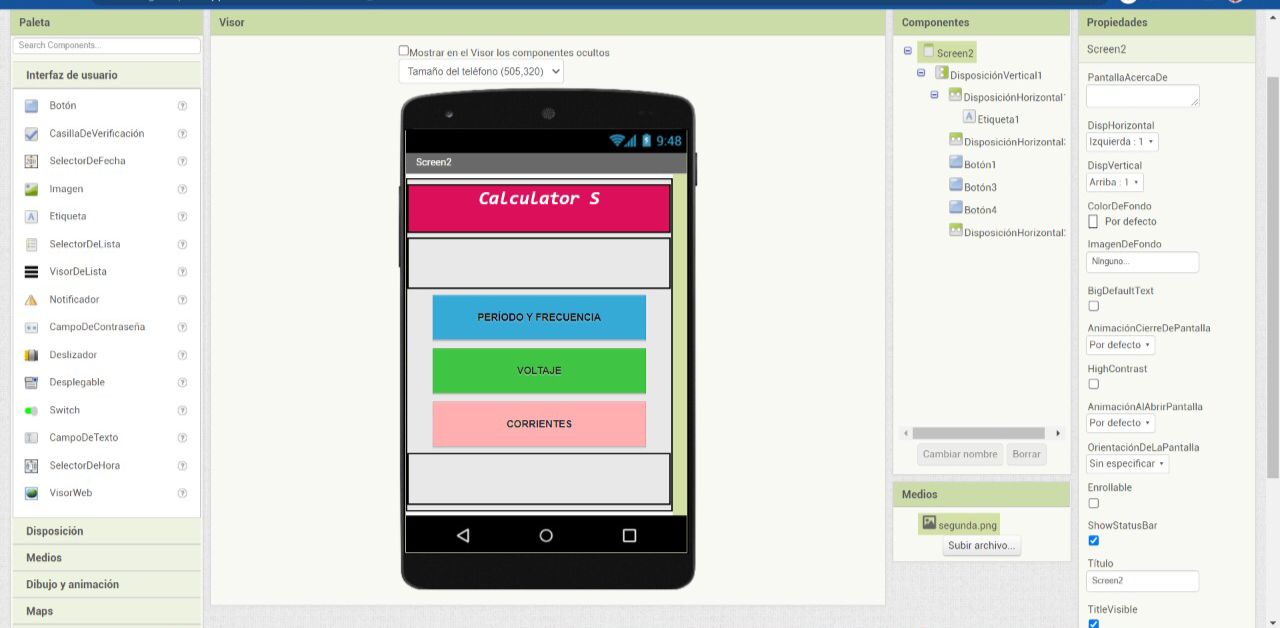 Paleta
Search Components...
Interfaz de usuario
Botón
CasillaDeVerificación
SelectorDeFecha
Imagen
Etiqueta
SelectorDeLista
VisorDeLista
Notificador
CampoDeContraseña
Deslizador
Desplegable
Switch
CampoDeTexto
SelectorDeHora
VisorWeb
Disposición
Medios
Dibujo y animación
Maps
Visor
Mostrar en el Visor los componentes ocultos
Tamaño del teléfono (505,320)
9:48
Screen2
Calculator S
PERÍODO Y FRECUENCIA
VOLTAJE
CORRIENTES
Componentes
Screen2
DisposiciónVertical1
DisposiciónHorizontal
Etiqueta1
DisposiciónHorizontal
Botón1
Botón3
Botón4
DisposiciónHorizontal
Cambiar nombre
Borrar
Medios
segunda.png
Subir archivo...
Propiedades
Screen2
PantallaAcercaDe
DispHorizontal
Izquierda : 1
DispVertical
Arriba : 1
ColorDeFondo
Por defecto
ImagenDeFondo
Ninguno...
BigDefaultText
AnimaciónCierreDePantalla
Por defecto
HighContrast
AnimaciónAlAbrirPantalla
Por defecto
OrientaciónDeLaPantalla
Sin especificar
Enrollable
ShowStatusBar
Título
Screen2
TitleVisible